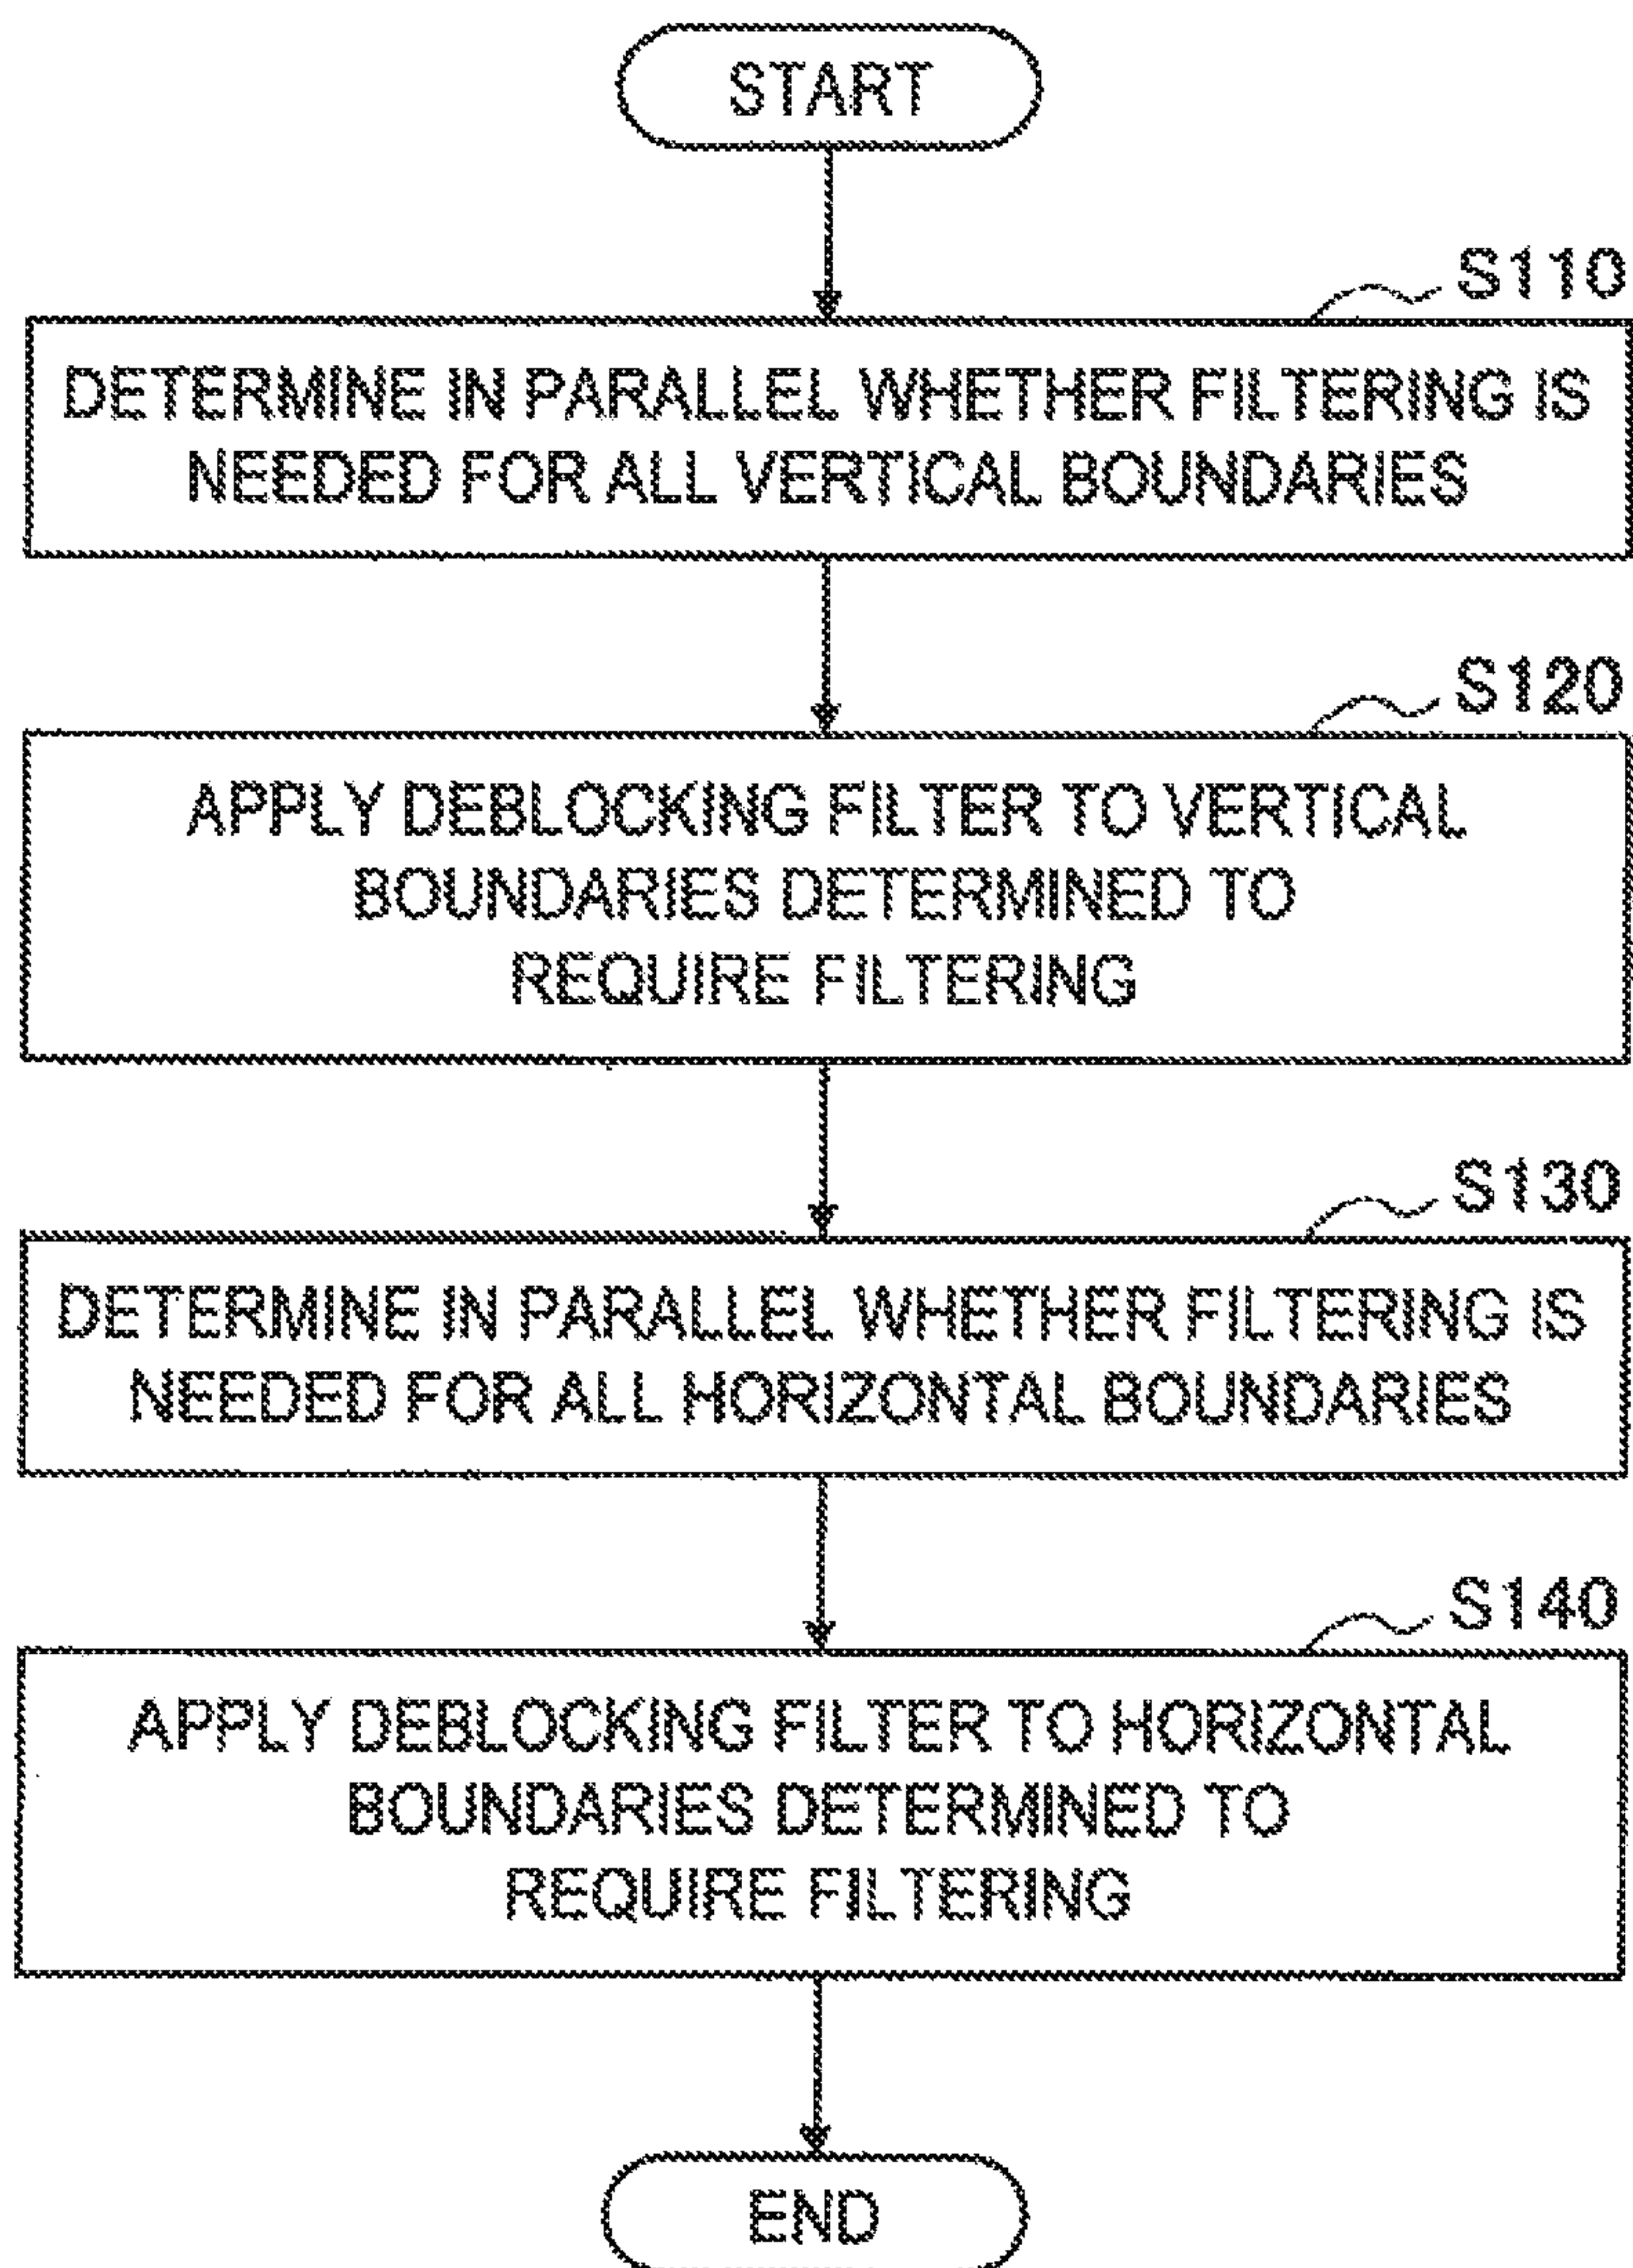 START
S110
DETERMINE IN PARALLEL WHETHER FILTERING IS
NEEDED FOR ALL VERTICAL BOUNDARIES
S120
APPLY DEBLOCKING FILTER TO VERTICAL
BOUNDARIES DETERMINED TO
REQUIRE FILTERING
S130
DETERMINE IN PARALLEL WHETHER FILTERING IS
NEEDED FOR ALL HORIZONTAL BOUNDARIES
S140
APPLY DEBLOCKING FILTER TO HORIZONTAL
BOUNDARIES DETERMINED TO
REQUIRE FILTERING
END